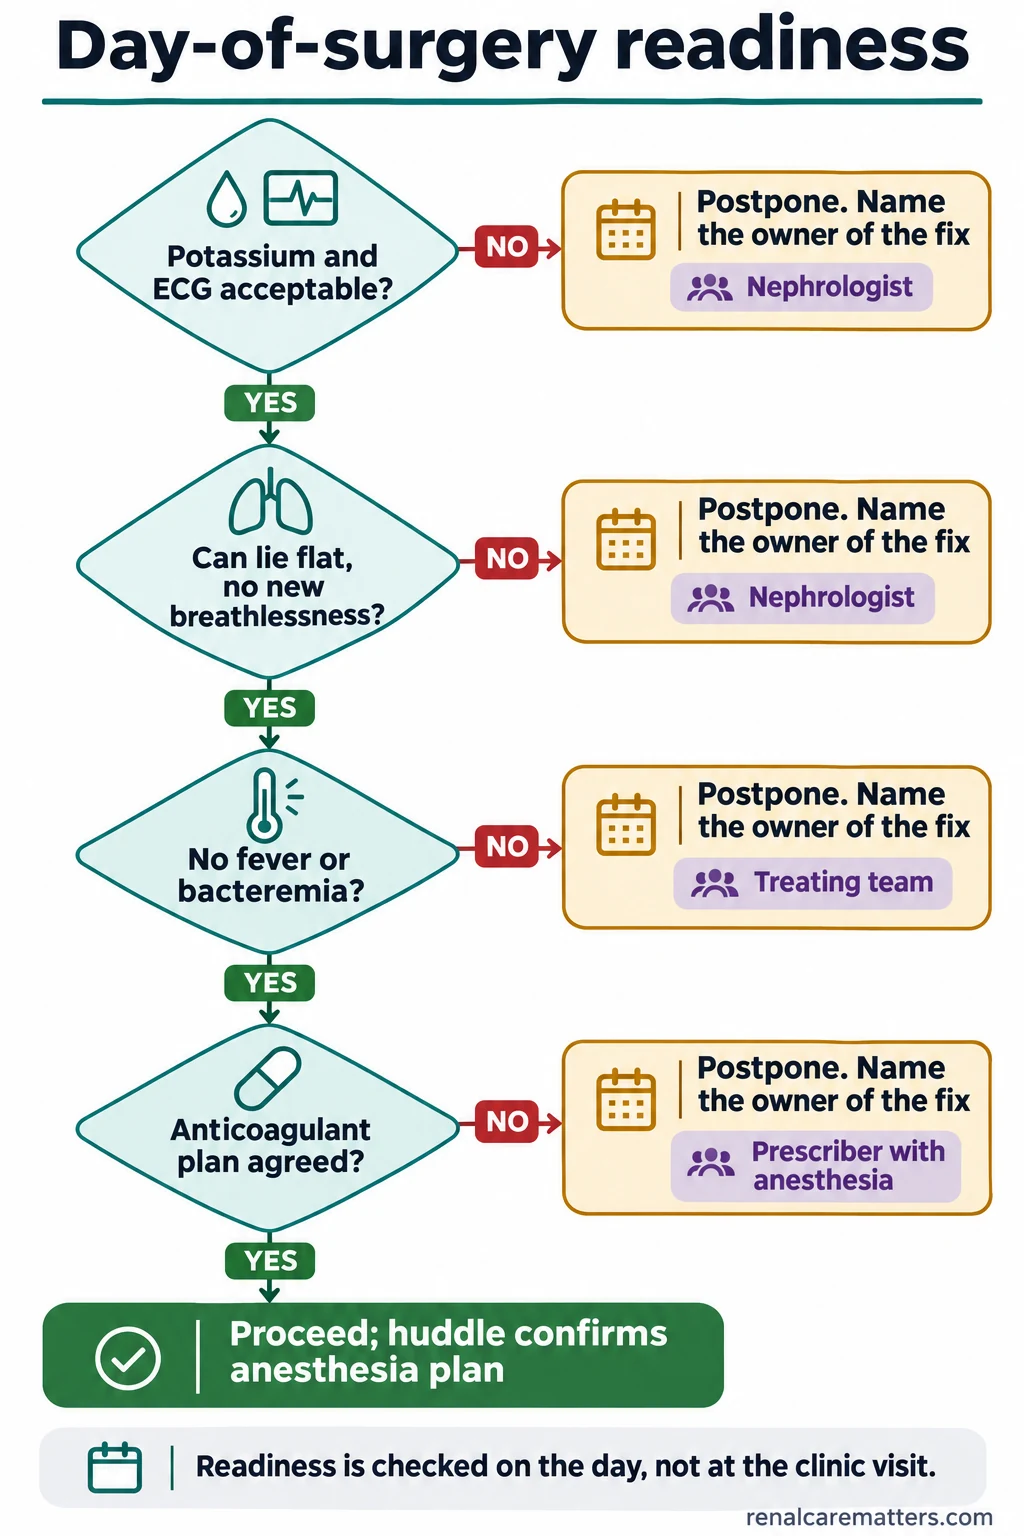 Day-of-surgery readiness
Potassium and
ECG acceptable?
NO
Postpone. Name
the owner of the fix
Nephrologist
YES
Can lie flat,
no new
breathlessness?
NO
Postpone. Name
the owner of the fix
Nephrologist
YES
No fever or
bacteremia?
NO
Postpone. Name
the owner of the fix
Treating team
YES
Anticoagulant
plan agreed?
NO
Postpone. Name
the owner of the fix
Prescriber with
anesthesia
YES
Proceed; huddle confirms
anesthesia plan
Readiness is checked on the day, not at the clinic visit.
renalcarematters.com